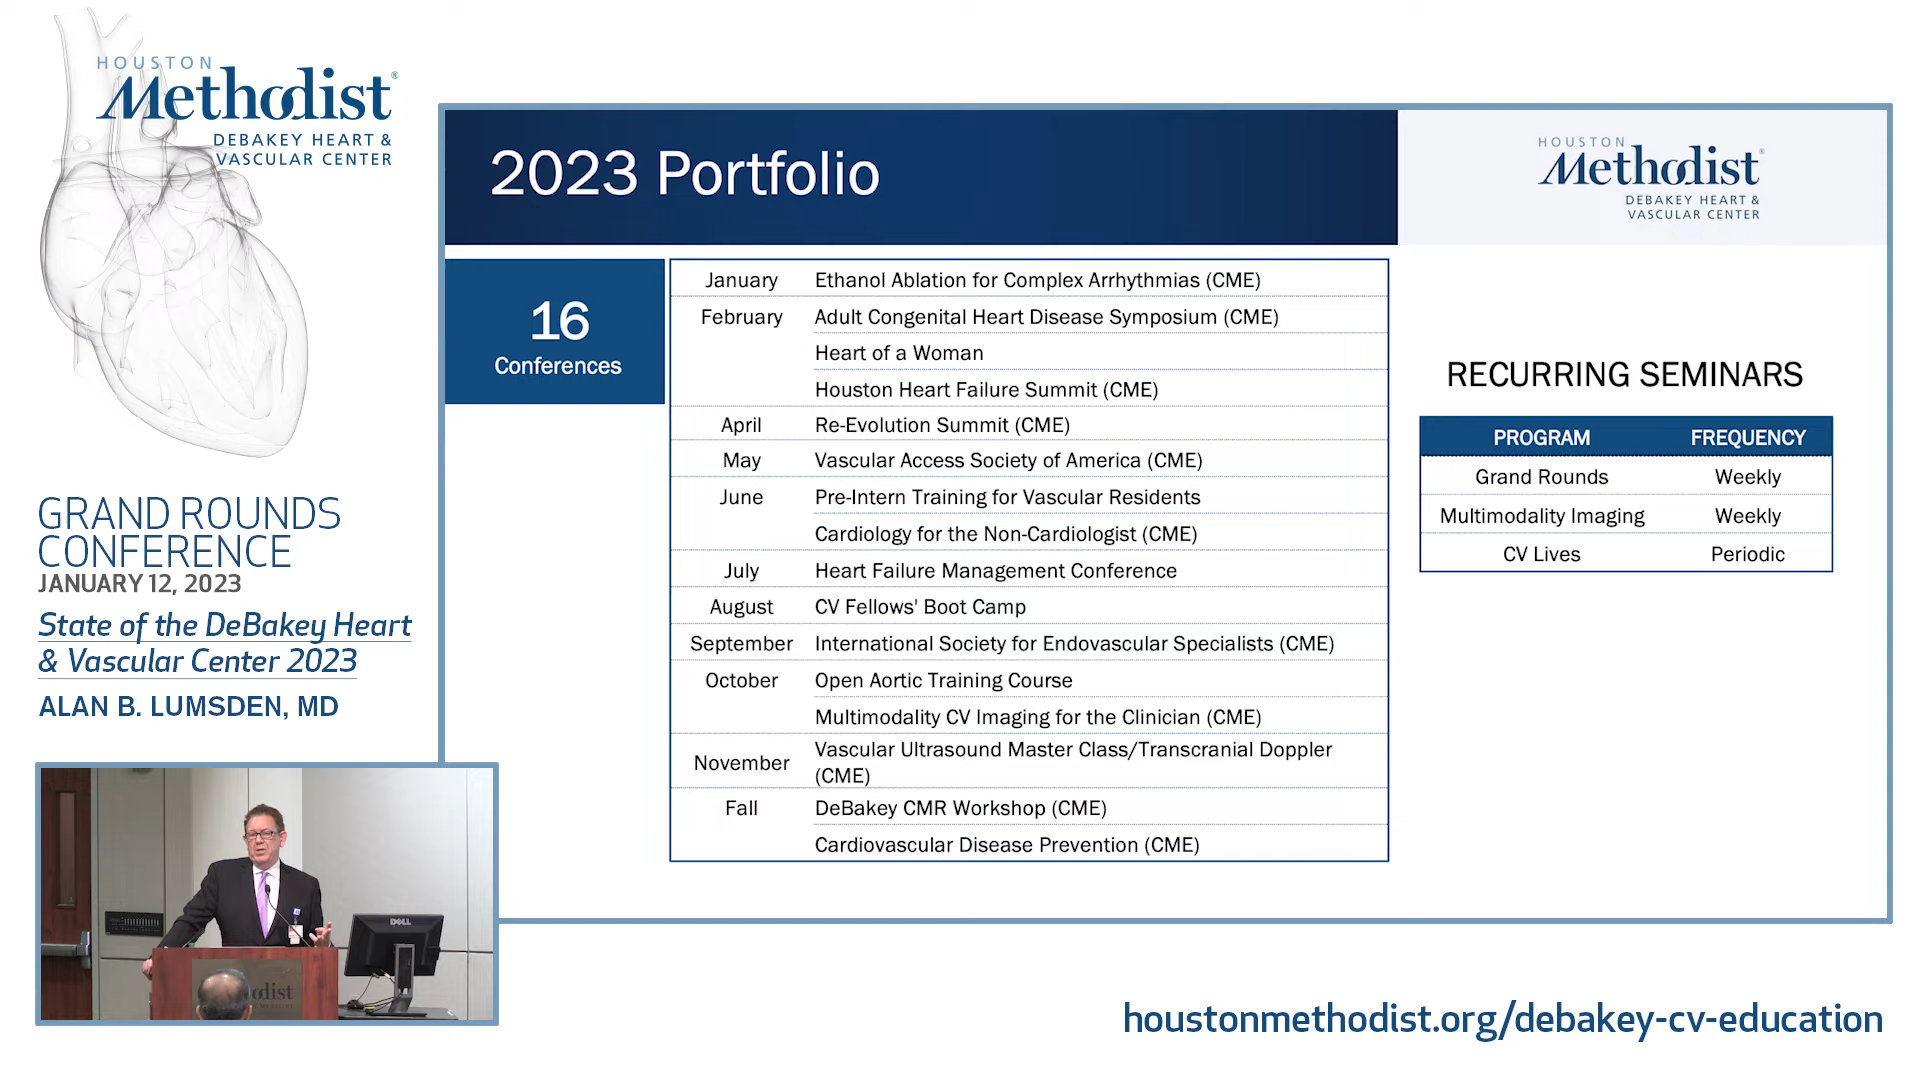 HOUSTON
Methodist®
DEBAKEY HEART &
VASCULAR CENTER
GRAND ROUNDS
CONFERENCE
JANUARY 12, 2023
State of the DeBakey Heart
& Vascular Center 2023
ALAN B. LUMSDEN, MD
2023 Portfolio
HOUSTON
Methodist®
DEBAKEY HEART &
VASCULAR CENTER
16
Conferences
January Ethanol Ablation for Complex Arrhythmias (CME)
February Adult Congenital Heart Disease Symposium (CME)
Heart of a Woman
Houston Heart Failure Summit (CME)
April Re-Evolution Summit (CME)
May Vascular Access Society of America (CME)
June Pre-Intern Training for Vascular Residents
Cardiology for the Non-Cardiologist (CME)
July Heart Failure Management Conference
August CV Fellows' Boot Camp
September International Society for Endovascular Specialists (CME)
October Open Aortic Training Course
Multimodality CV Imaging for the Clinician (CME)
November Vascular Ultrasound Master Class/Transcranial Doppler
(CME)
Fall DeBakey CMR Workshop (CME)
Cardiovascular Disease Prevention (CME)
RECURRING SEMINARS
PROGRAM FREQUENCY
Grand Rounds Weekly
Multimodality Imaging Weekly
CV Lives Periodic
DELL
odist
houstonmethodist.org/debakey-cv-education